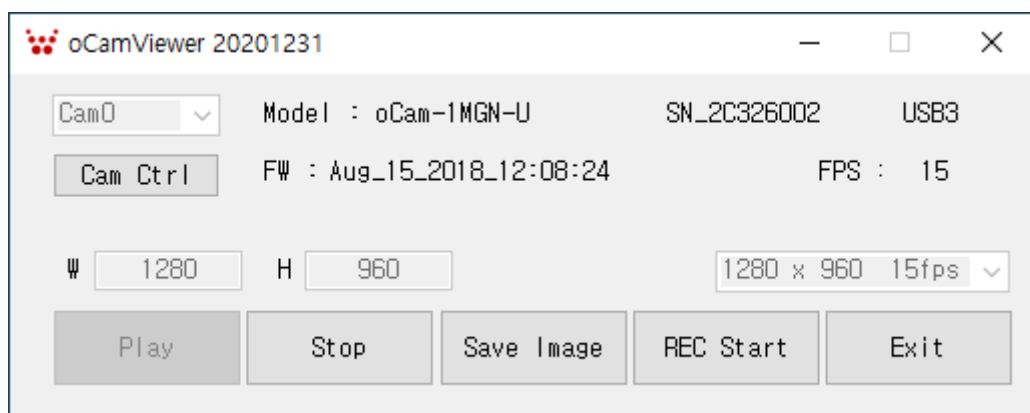 oCamViewer 20201231
Cam0 Model : oCam-1MGN-U SN_2C326002 USB3
Cam Ctrl FW : Aug_15_2018_12:08:24 FPS : 15
W 1280 H 960 1280 x 960 15fps
Play Stop Save Image REC Start Exit